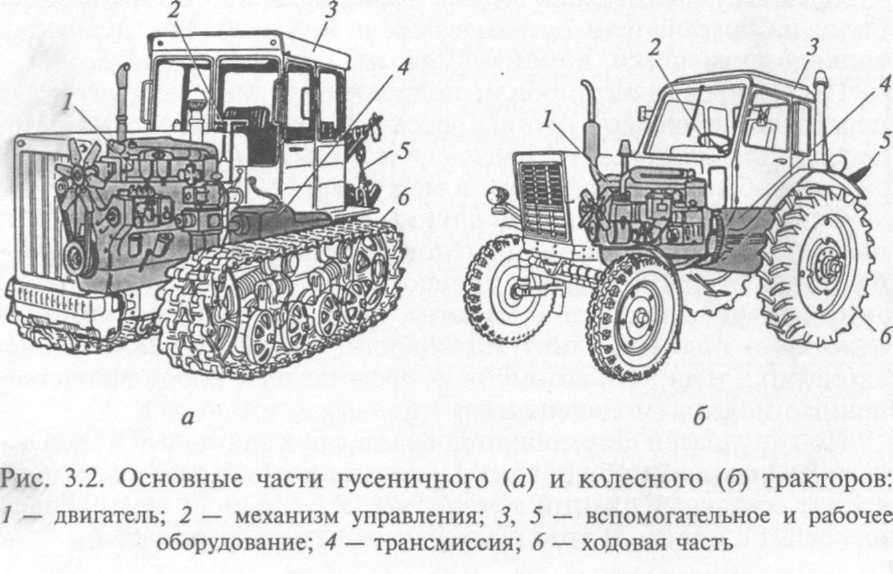 2
3
4
1
5
6
2
3
4
1
5
6
а
б
Рис. 3.2. Основные части гусеничного (а) и колесного (б) тракторов:
1 — двигатель; 2 — механизм управления; 3, 5 — вспомогательное и рабочее
оборудование; 4 — трансмиссия; 6 — ходовая часть